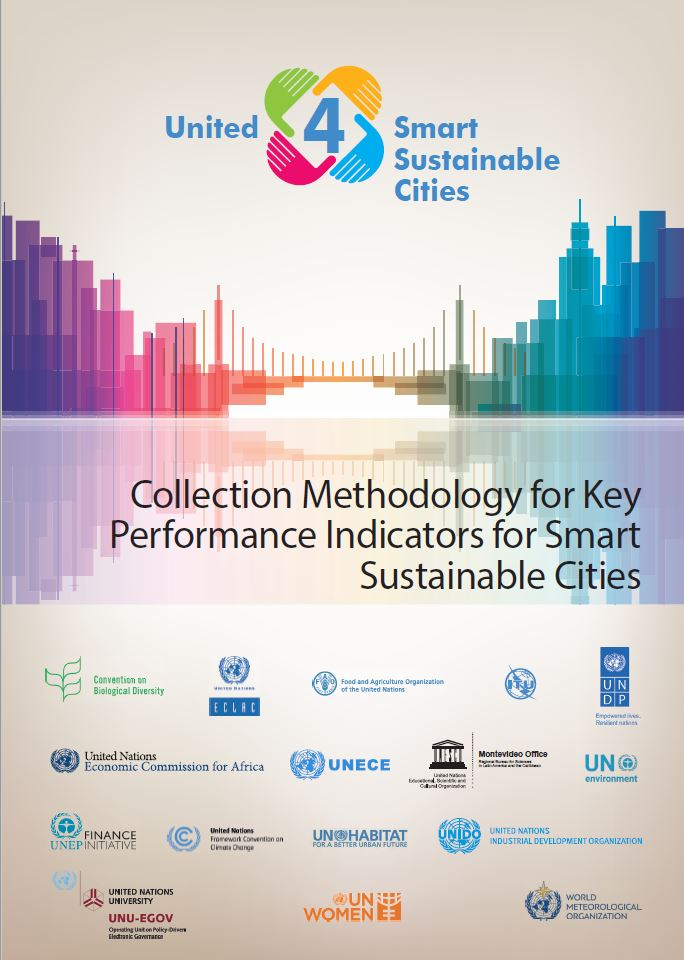 United
4
Smart
Sustainable
Cities
Collection Methodology for Key
Performance Indicators for Smart
Sustainable Cities
Convention on
Biological Diversity
UNITED NATIONS
ECLAC
FAO
Food and Agriculture Organization
of the United Nations
ITU
UN
DP
Empowered lives.
Resilient nations
United Nations
Economic Commission for Africa
UNECE
United Nations
Educational, Scientific and
Cultural Organization
Montevideo Office
Regional Bureau for Sciences
in Latin America and the Caribbean
UN
environment
UNEP
FINANCE
INITIATIVE
United Nations
Framework Convention on
Climate Change
UN HABITAT
FOR A BETTER URBAN FUTURE
UNIDO
UNITED NATIONS
INDUSTRIAL DEVELOPMENT ORGANIZATION
UNITED NATIONS
UNIVERSITY
UNU-EGOV
Operating Unit on Policy-Driven
Electronic Governance
UN
WOMEN
WORLD
METEOROLOGICAL
ORGANIZATION